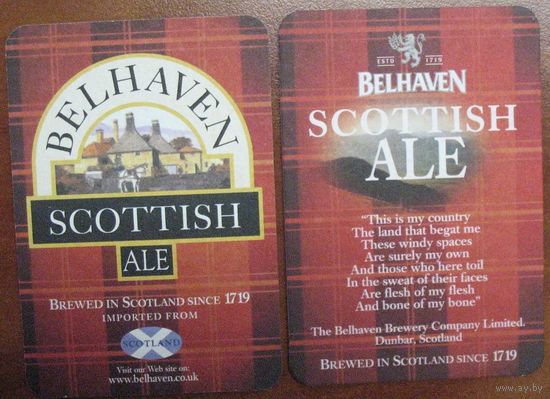 BELHAVEN
SCOTTISH
ALE
BREWED IN SCOTLAND SINCE 1719
IMPORTED FROM
SCOTLAND
Visit our Web site on:
www.belhaven.co.uk
ESTD 1719
BELHAVEN
SCOTTISH
ALE
"This is my country
The land that begat me
These windy spaces
Are surely my own
And those who here toil
In the sweat of their faces
Are flesh of my flesh
And bone of my bone"
The Belhaven Brewery Company Limited.
Dunbar, Scotland
BREWED IN SCOTLAND SINCE 1719
www.ay.by